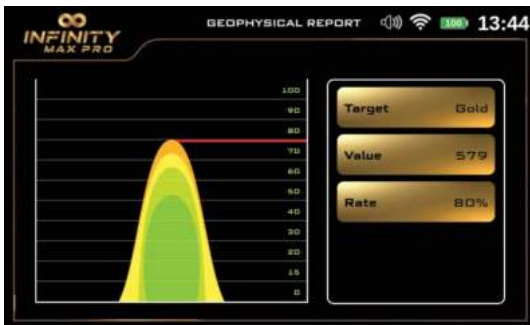 INFINITY
MAX PRO
GEOPHYSICAL REPORT
100
13:44
100
90
80
70
60
50
40
30
20
15
0
Target Gold
Value 579
Rate 80%